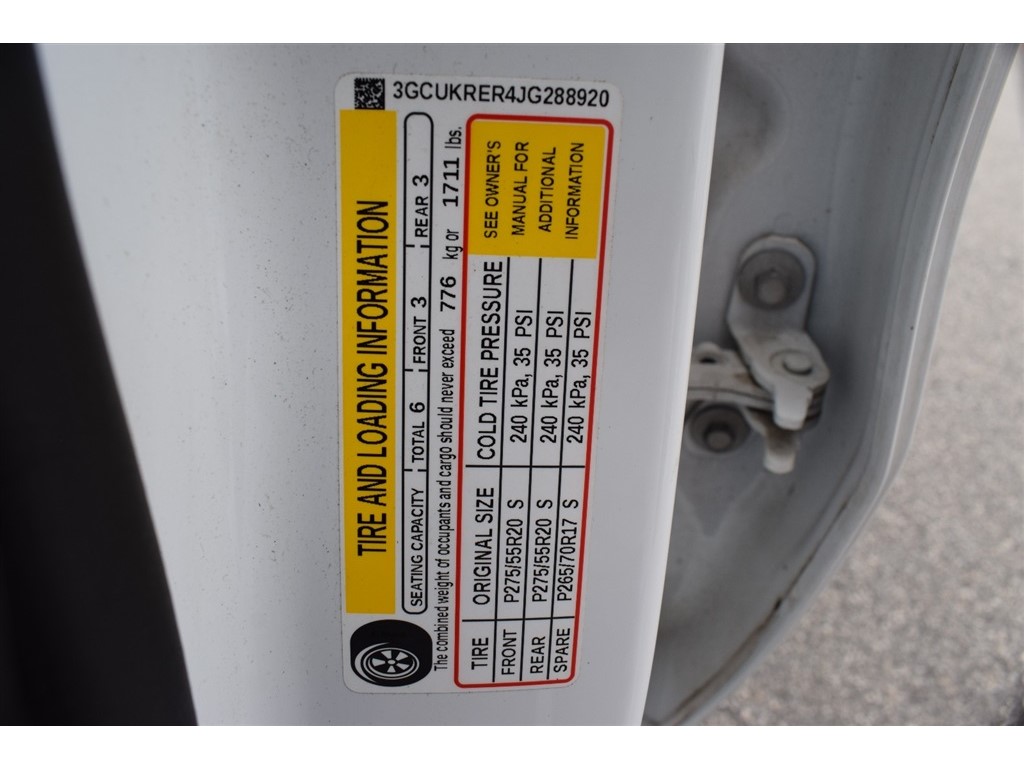 3GCUKRER4JG288920
TIRE AND LOADING INFORMATION
SEATING CAPACITY TOTAL 6 FRONT 3 REAR 3
The combined weight of occupants and cargo should never exceed 776 kg or 1711 lbs.
TIRE ORIGINAL SIZE COLD TIRE PRESSURE
FRONT P275/55R20 S 240 kPa, 35 PSI
REAR P275/55R20 S 240 kPa, 35 PSI
SPARE P265/70R17 S 240 kPa, 35 PSI
SEE OWNER'S
MANUAL FOR
ADDITIONAL
INFORMATION